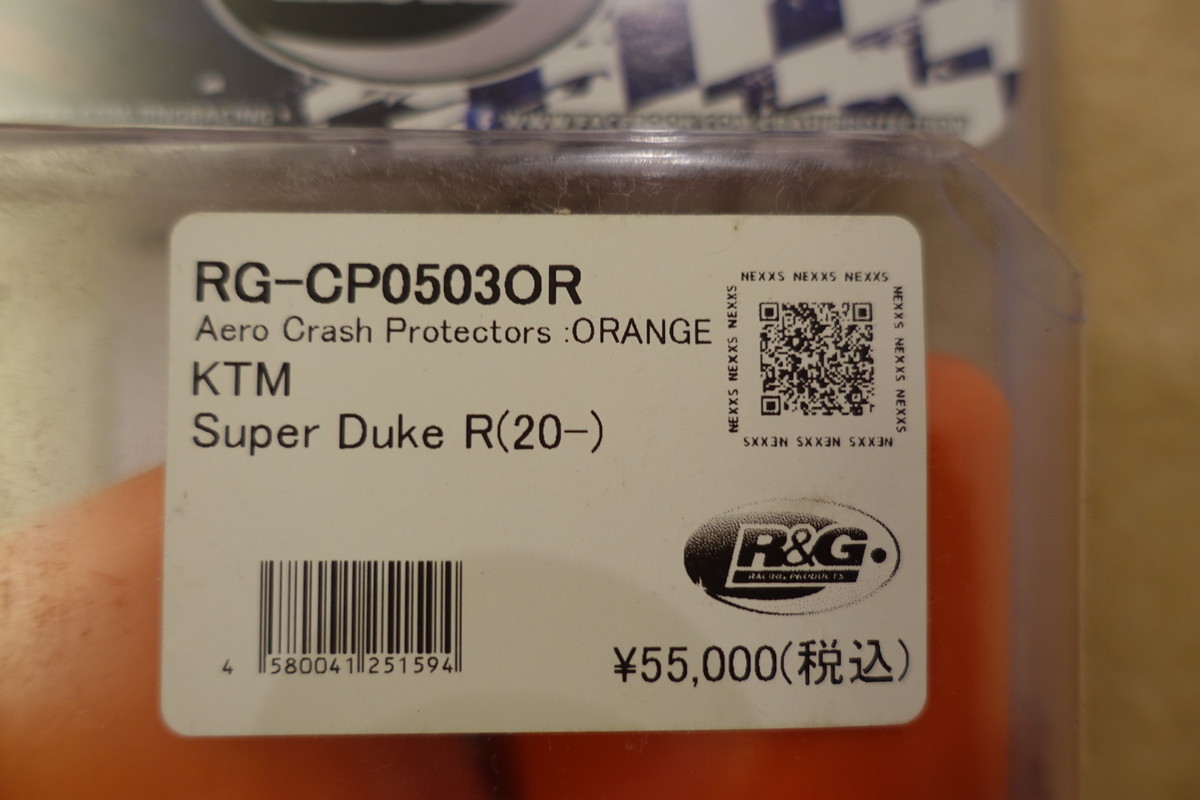 RG-CP0503OR
Aero Crash Protectors :ORANGE
KTM
Super Duke R(20-)
NEXXS NEXXS NEXXS
NEXXS NEXXS NEXXS
NEXXS NEXXS NEXXS
NEXXS NEXXS NEXXS
R&G
RACING PRODUCTS
4 580041 251594
¥55,000(税込)